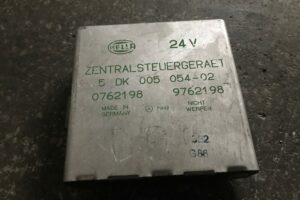 HELLA 24V
ZENTRALSTEUERGERAET
5 DK 005 054-02
0762198 9762198
MADE IN GERMANY NICHT WERFEN